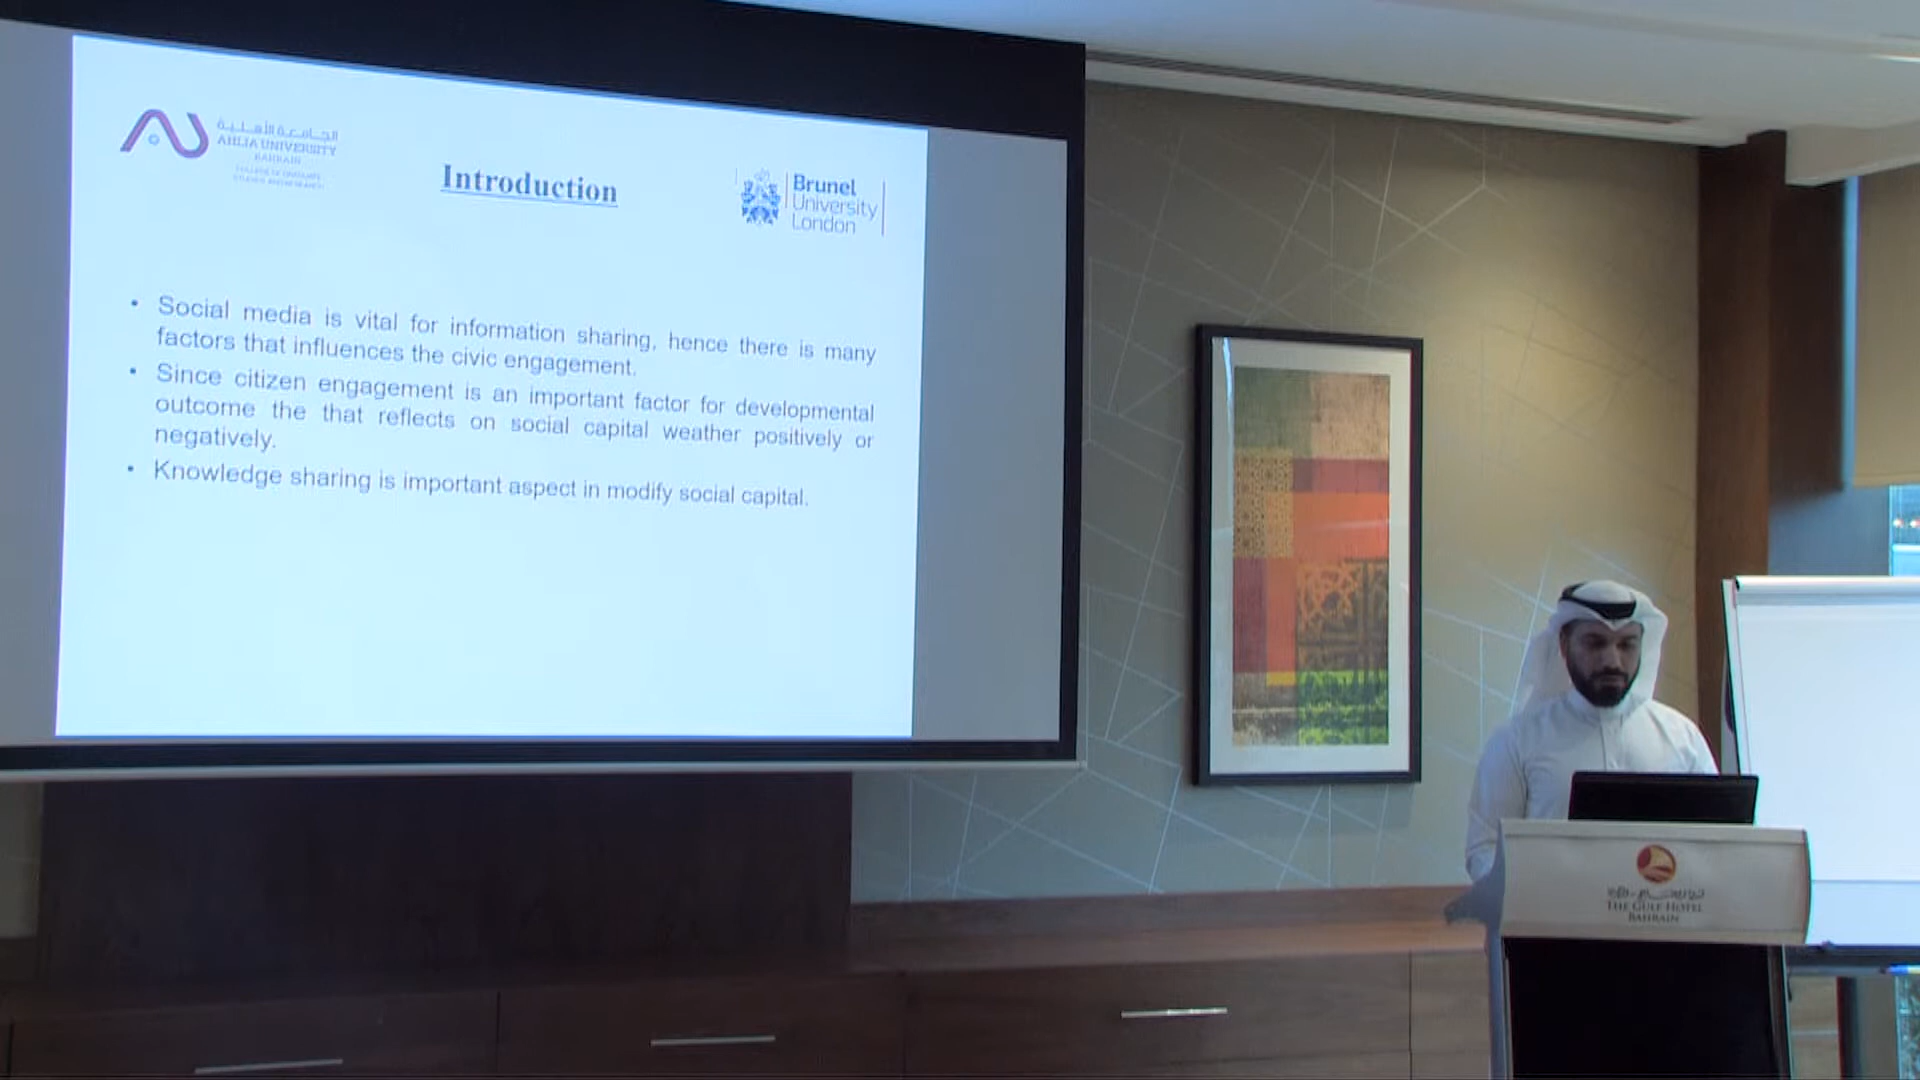 الجامعة الأهلية
AHLIA UNIVERSITY
BAHRAIN
Introduction
Brunel
University
London
• Social media is vital for information sharing, hence there is many
factors that influences the civic engagement.
• Since citizen engagement is an important factor for developmental
outcome the that reflects on social capital weather positively or
negatively.
• Knowledge sharing is important aspect in modify social capital.
THE GULF HOTEL
BAHRAIN